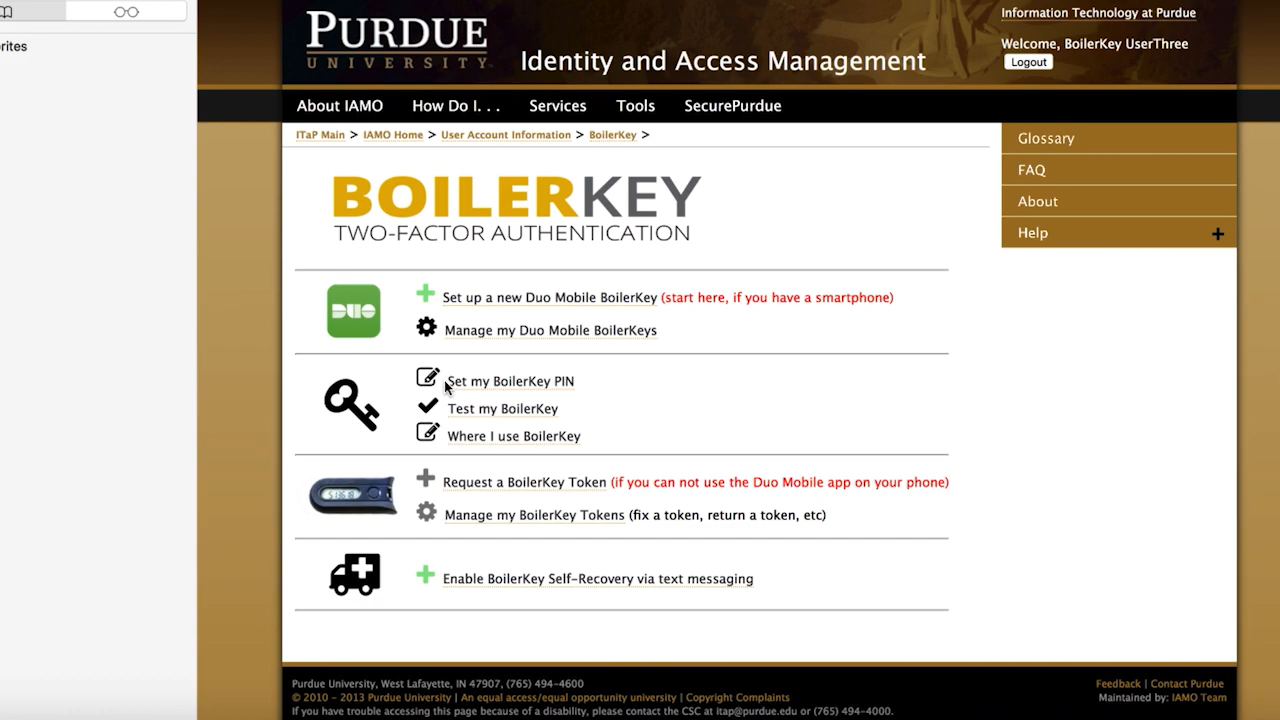 rites
PURDUE
UNIVERSITY
Identity and Access Management
Information Technology at Purdue
Welcome, BoilerKey UserThree
Logout
About IAMO How Do I. . . Services Tools SecurePurdue
ITaP Main > IAMO Home > User Account Information > BoilerKey >
Glossary
FAQ
About
Help
BOILERKEY
TWO-FACTOR AUTHENTICATION
DUO
Set up a new Duo Mobile BoilerKey (start here, if you have a smartphone)
Manage my Duo Mobile BoilerKeys
Set my BoilerKey PIN
Test my BoilerKey
Where I use BoilerKey
Request a BoilerKey Token (if you can not use the Duo Mobile app on your phone)
Manage my BoilerKey Tokens (fix a token, return a token, etc)
Enable BoilerKey Self-Recovery via text messaging
Purdue University, West Lafayette, IN 47907, (765) 494-4600
© 2010 - 2013 Purdue University | An equal access/equal opportunity university | Copyright Complaints
If you have trouble accessing this page because of a disability, please contact the CSC at itap@purdue.edu or (765) 494-4000.
Feedback | Contact Purdue
Maintained by: IAMO Team